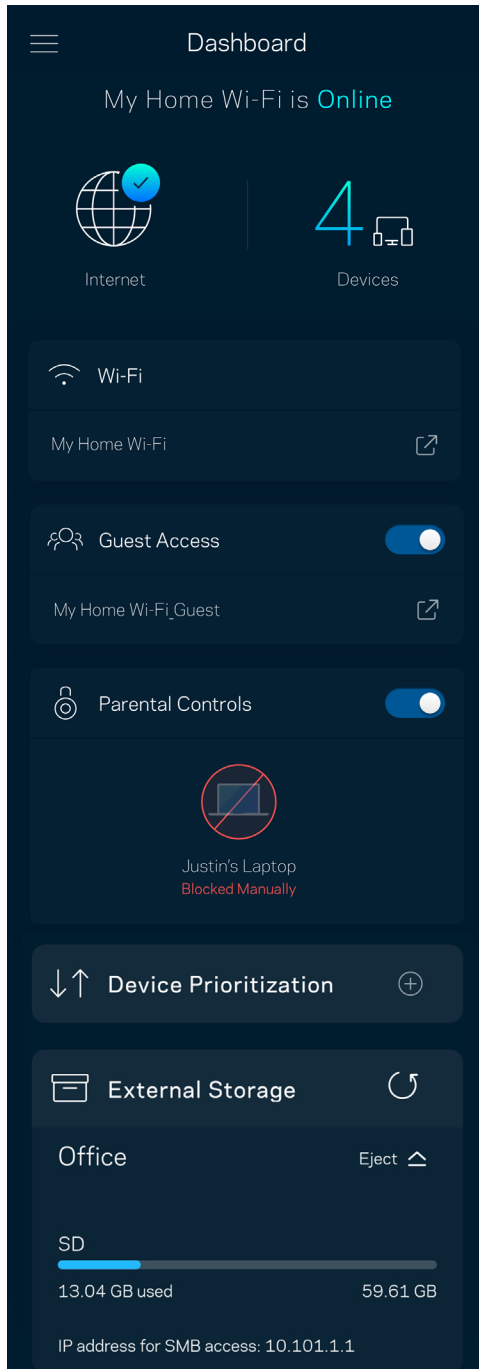 Dashboard
My Home Wi-Fi is Online
4
Internet
Devices
Wi-Fi
My Home Wi-Fi
Guest Access
My Home Wi-Fi_Guest
Parental Controls
Justin's Laptop
Blocked Manually
Device Prioritization
External Storage
Office
Eject
SD
13.04 GB used
59.61 GB
IP address for SMB access: 10.101.1.1